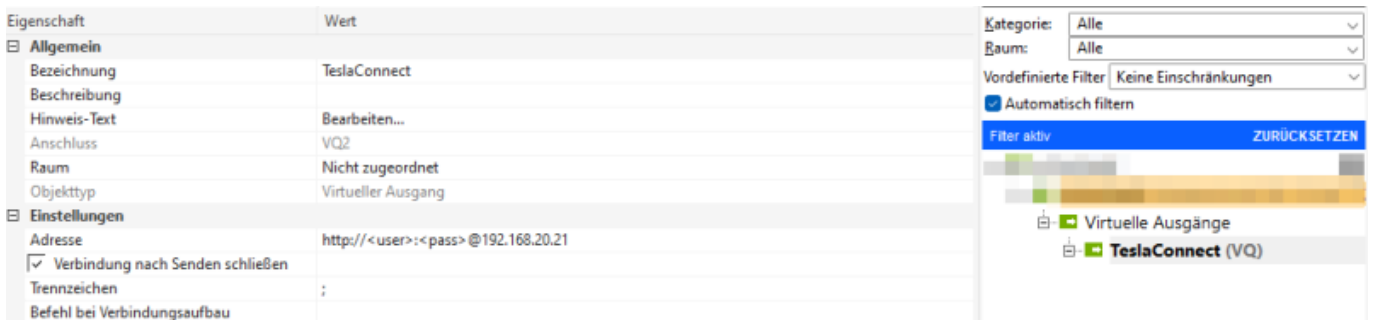 Eigenschaft Wert
Allgemein
Bezeichnung TeslaConnect
Beschreibung
Hinweis-Text Bearbeiten...
Anschluss VQ2
Raum Nicht zugeordnet
Objekttyp Virtueller Ausgang
Einstellungen
Adresse http://<user>:<pass>@192.168.20.21
Verbindung nach Senden schließen
Trennzeichen ;
Befehl bei Verbindungsaufbau
Kategorie: Alle
Raum: Alle
Vordefinierte Filter Keine Einschränkungen
Automatisch filtern
Filter aktiv ZURÜCKSETZEN
Virtuelle Ausgänge
TeslaConnect (VQ)